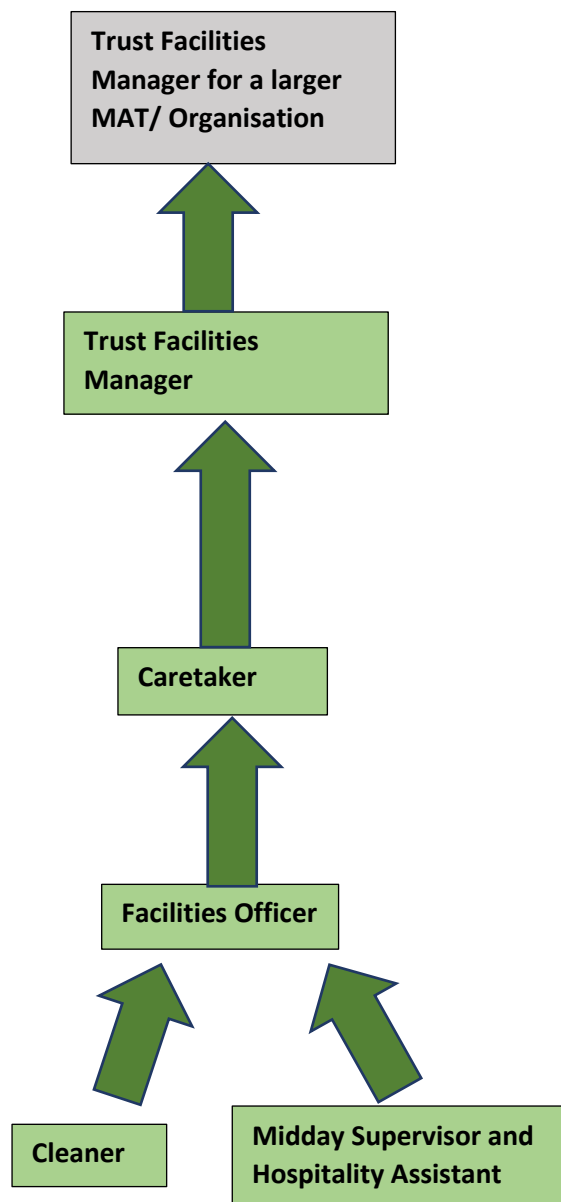 Trust Facilities
Manager for a larger
MAT/ Organisation
Trust Facilities
Manager
Caretaker
Facilities Officer
Cleaner
Midday Supervisor and
Hospitality Assistant